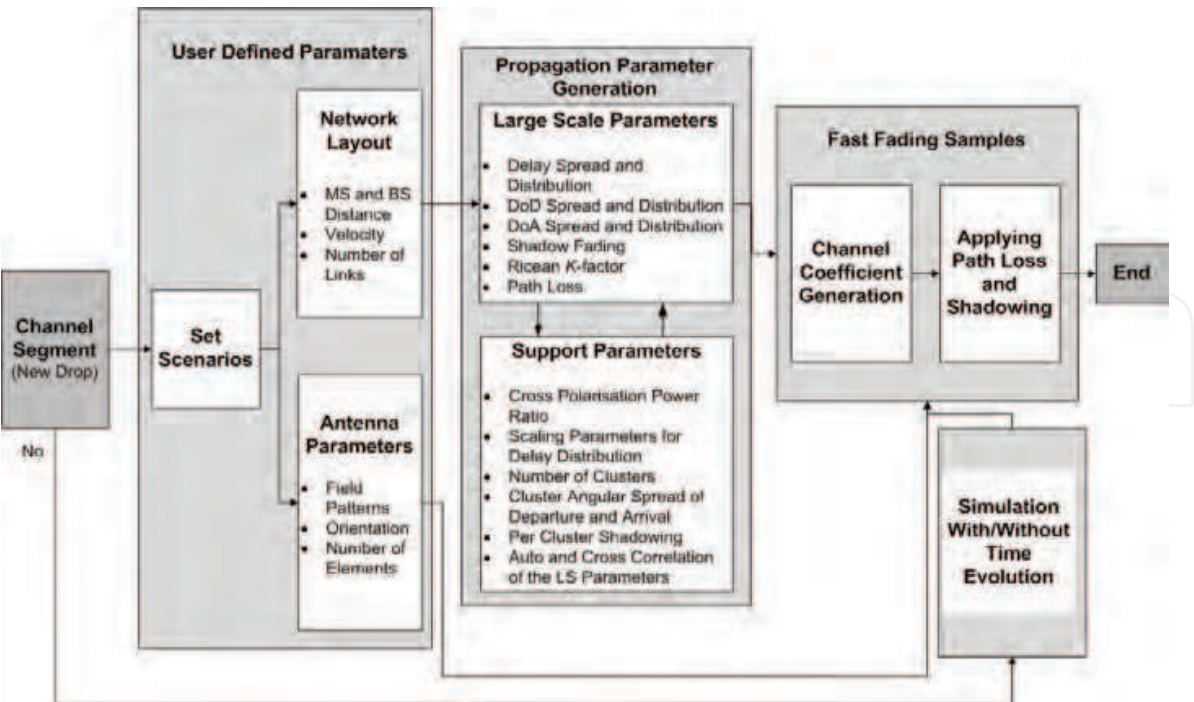 Channel
Segment
(New Drop)
No
User Defined Paramaters
Set
Scenarios
Network
Layout
• MS and BS
Distance
• Velocity
• Number of
Links
Antenna
Parameters
• Field
Patterns
• Orientation
• Number of
Elements
Propagation Parameter
Generation
Large Scale Parameters
• Delay Spread and
Distribution
• DoD Spread and Distribution
• DoA Spread and Distribution
• Shadow Fading
• Ricean K-factor
• Path Loss
Support Parameters
• Cross Polarisation Power
Ratio
• Scaling Parameters for
Delay Distribution
• Number of Clusters
• Cluster Angular Spread of
Departure and Arrival
• Per Cluster Shadowing
• Auto and Cross Correlation
of the LS Parameters
Fast Fading Samples
Channel
Coefficient
Generation
Applying
Path Loss
and
Shadowing
End
Simulation
With/Without
Time
Evolution